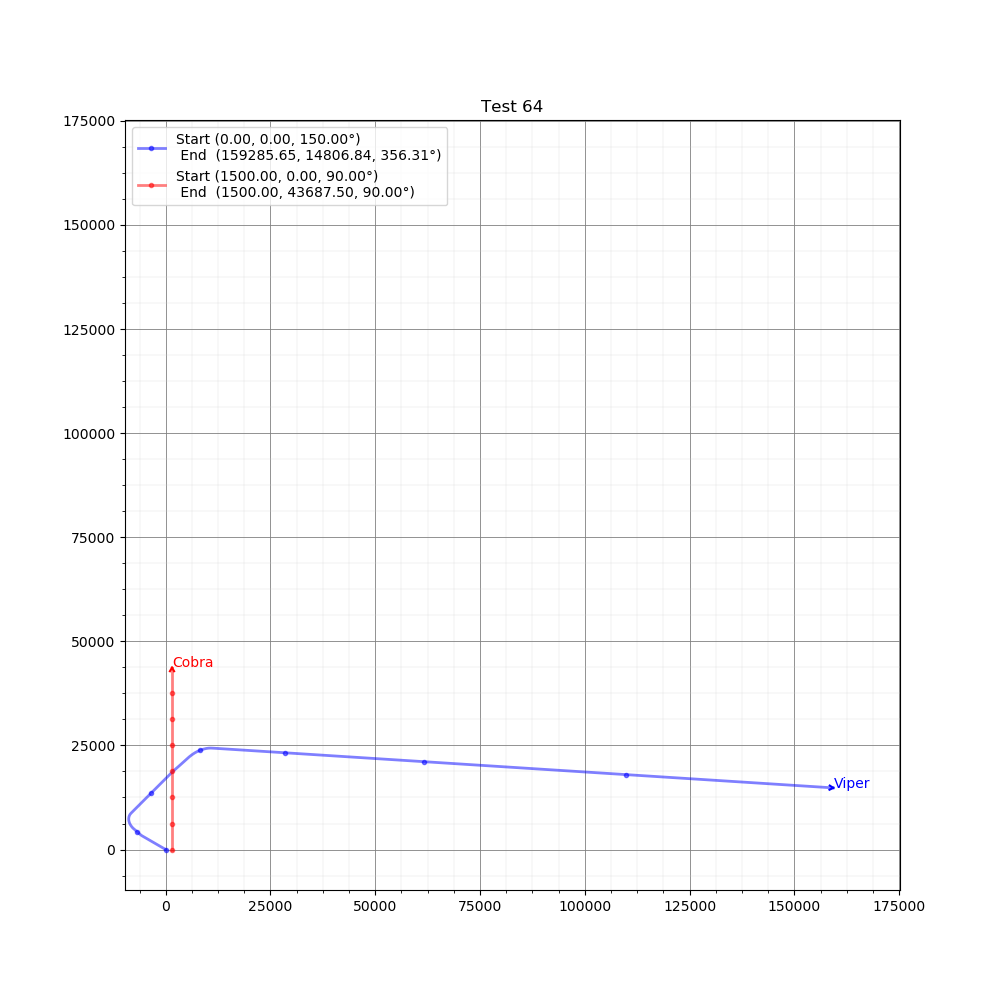 Test 64
175000
150000
125000
100000
75000
50000
25000
0
Start (0.00, 0.00, 150.00°)
End (159285.65, 14806.84, 356.31°)
Start (1500.00, 0.00, 90.00°)
End (1500.00, 43687.50, 90.00°)
Cobra
Viper
0 25000 50000 75000 100000 125000 150000 175000